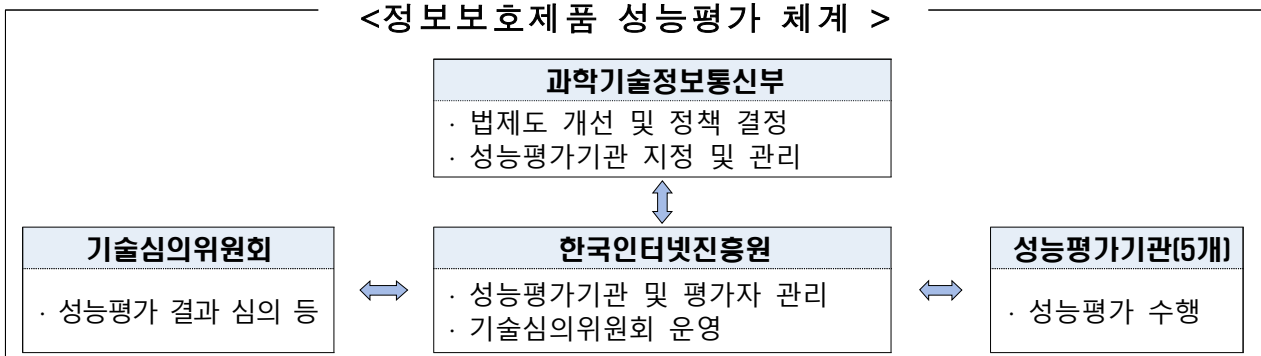 <정보보호제품 성능평가 체계 >
과학기술정보통신부
· 법제도 개선 및 정책 결정
· 성능평가기관 지정 및 관리
기술심의위원회
· 성능평가 결과 심의 등
한국인터넷진흥원
· 성능평가기관 및 평가자 관리
· 기술심의위원회 운영
성능평가기관(5개)
· 성능평가 수행